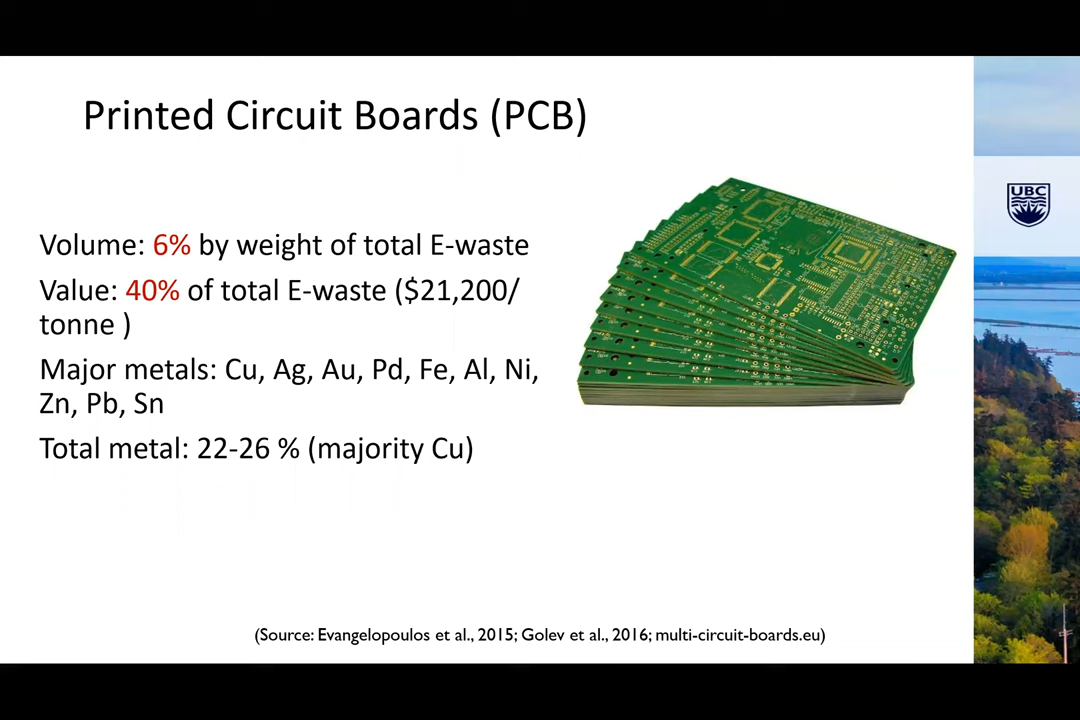 Printed Circuit Boards (PCB)
UBC
Volume: 6% by weight of total E-waste
Value: 40% of total E-waste ($21,200/
tonne )
Major metals: Cu, Ag, Au, Pd, Fe, Al, Ni,
Zn, Pb, Sn
Total metal: 22-26 % (majority Cu)
(Source: Evangelopoulos et al., 2015; Golev et al., 2016; multi-circuit-boards.eu)